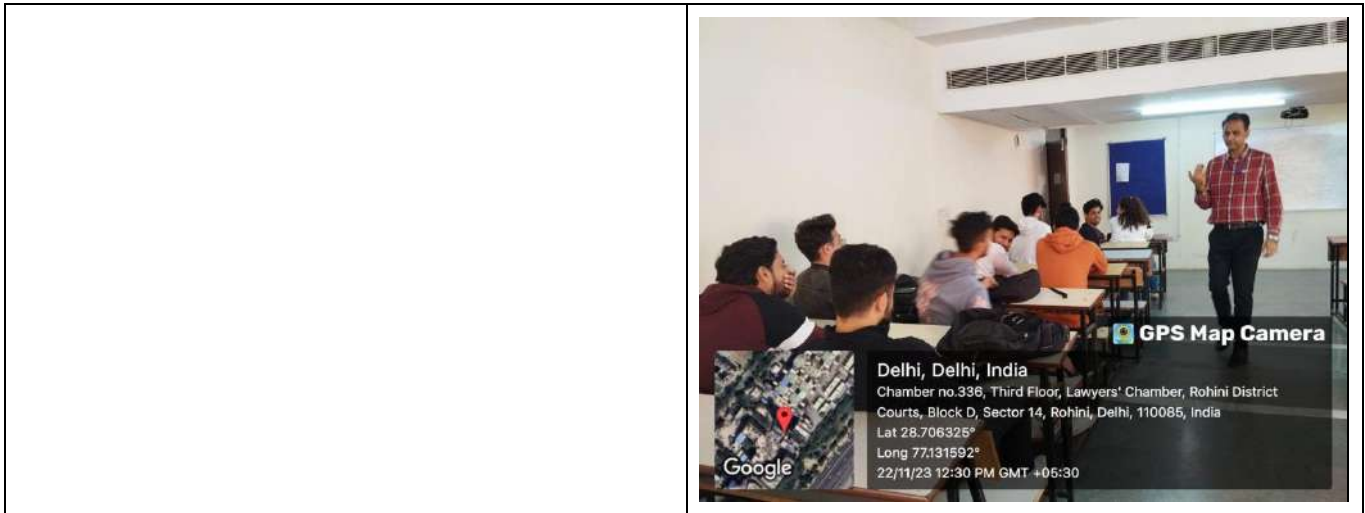 GPS Map Camera
Delhi, Delhi, India
Chamber no.336, Third Floor, Lawyers' Chamber, Rohini District
Courts, Block D, Sector 14, Rohini, Delhi, 110085, India
Lat 28.706325°
Long 77.131592°
22/11/23 12:30 PM GMT +05:30
Google